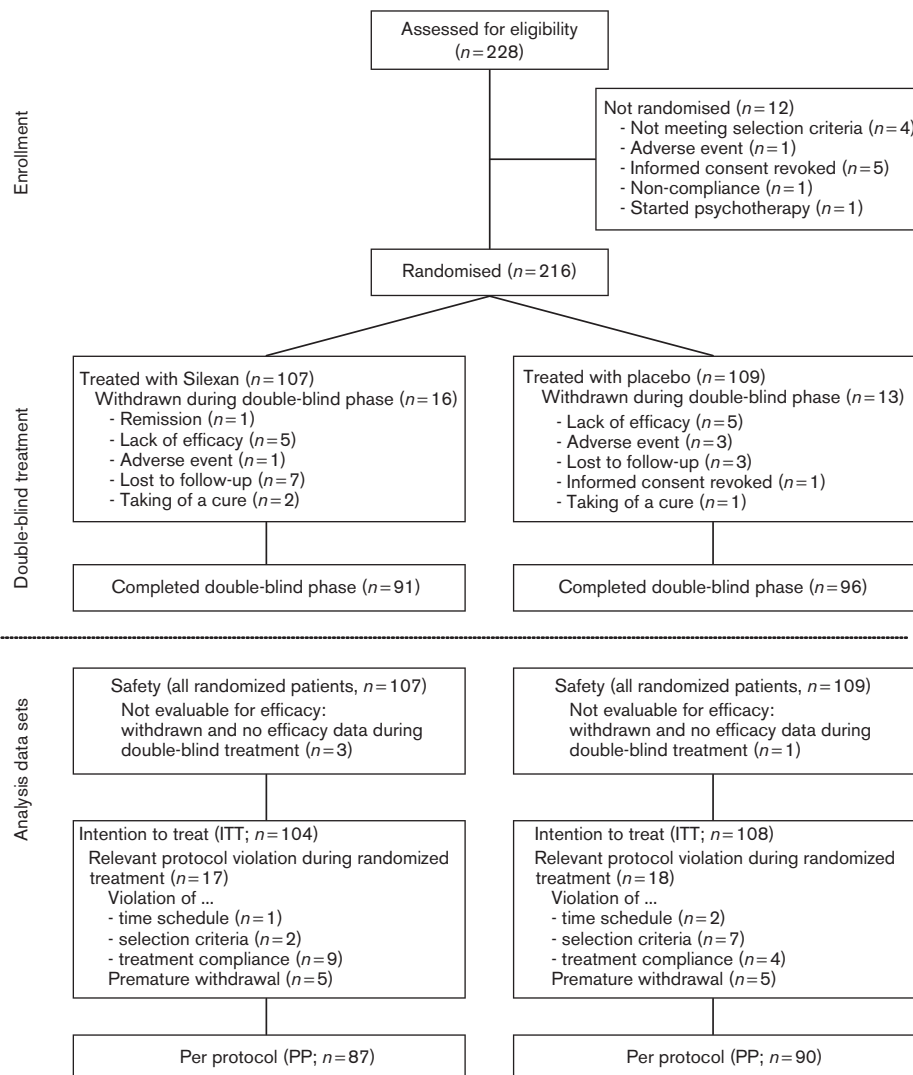 Enrollment
Assessed for eligibility
(n=228)
Not randomised (n=12)
- Not meeting selection criteria (n=4)
- Adverse event (n=1)
- Informed consent revoked (n=5)
- Non-compliance (n=1)
- Started psychotherapy (n=1)
Randomised (n=216)
Double-blind treatment
Treated with Silexan (n=107)
Withdrawn during double-blind phase (n=16)
- Remission (n=1)
- Lack of efficacy (n=5)
- Adverse event (n=1)
- Lost to follow-up (n=7)
- Taking of a cure (n=2)
Treated with placebo (n=109)
Withdrawn during double-blind phase (n=13)
- Lack of efficacy (n=5)
- Adverse event (n=3)
- Lost to follow-up (n=3)
- Informed consent revoked (n=1)
- Taking of a cure (n=1)
Completed double-blind phase (n=91)
Completed double-blind phase (n=96)
Analysis data sets
Safety (all randomized patients, n=107)
Not evaluable for efficacy:
withdrawn and no efficacy data during
double-blind treatment (n=3)
Safety (all randomized patients, n=109)
Not evaluable for efficacy:
withdrawn and no efficacy data during
double-blind treatment (n=1)
Intention to treat (ITT; n=104)
Relevant protocol violation during randomized
treatment (n=17)
Violation of ...
- time schedule (n=1)
- selection criteria (n=2)
- treatment compliance (n=9)
Premature withdrawal (n=5)
Intention to treat (ITT; n=108)
Relevant protocol violation during randomized
treatment (n=18)
Violation of ...
- time schedule (n=2)
- selection criteria (n=7)
- treatment compliance (n=4)
Premature withdrawal (n=5)
Per protocol (PP; n=87)
Per protocol (PP; n=90)